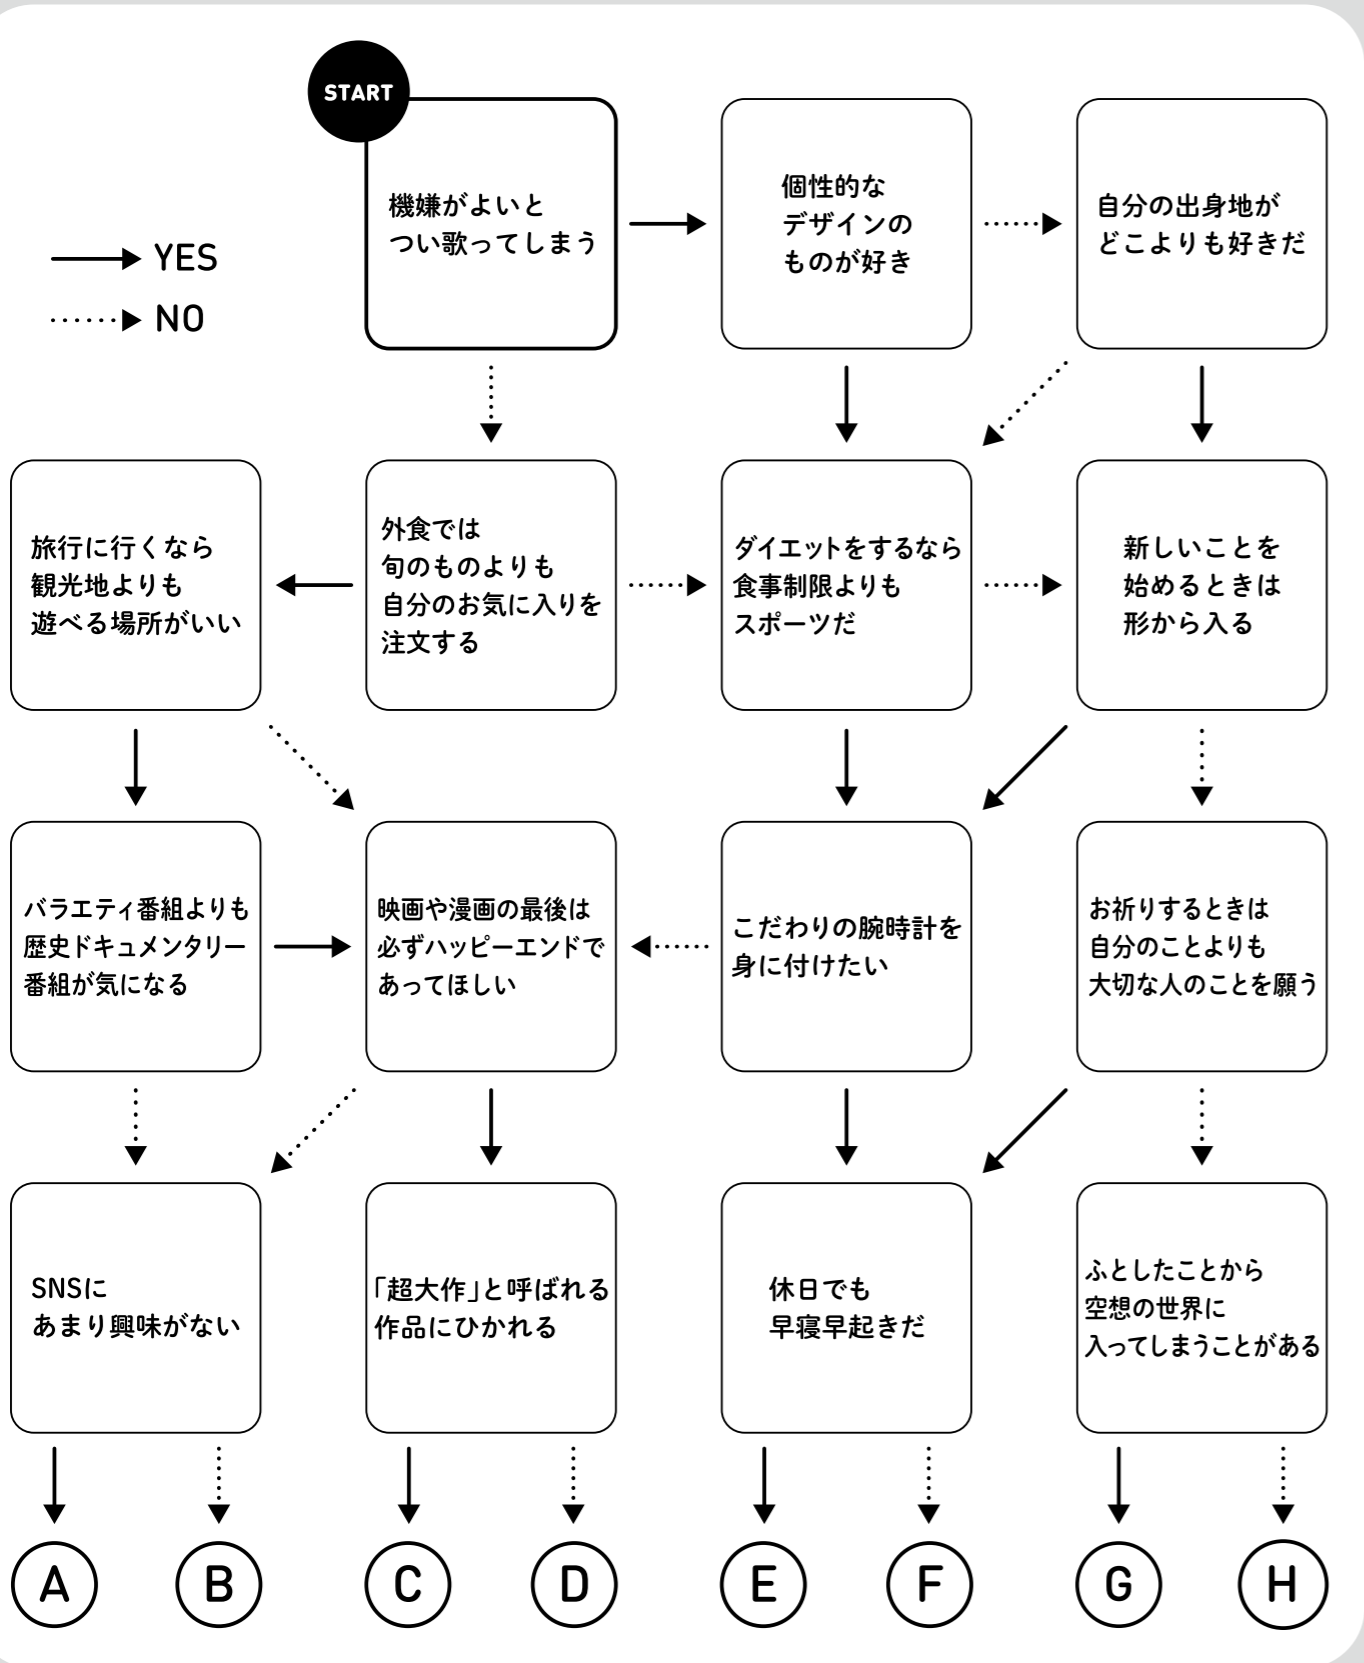 START
機嫌がよいと
つい歌ってしまう
個性的な
デザインの
ものが好き
自分の出身地が
どこよりも好きだ
YES
NO
旅行に行くなら
観光地よりも
遊べる場所がいい
外食では
旬のものよりも
自分のお気に入りを
注文する
ダイエットをするなら
食事制限よりも
スポーツだ
新しいことを
始めるときは
形から入る
バラエティ番組よりも
歴史ドキュメンタリー
番組が気になる
映画や漫画の最後は
必ずハッピーエンドで
あってほしい
こだわりの腕時計を
身に付けたい
お祈りするときは
自分のことよりも
大切な人のことを願う
SNSに
あまり興味がない
「超大作」と呼ばれる
作品にひかれる
休日でも
早寝早起きだ
ふとしたことから
空想の世界に
入ってしまうことがある
A
B
C
D
E
F
G
H